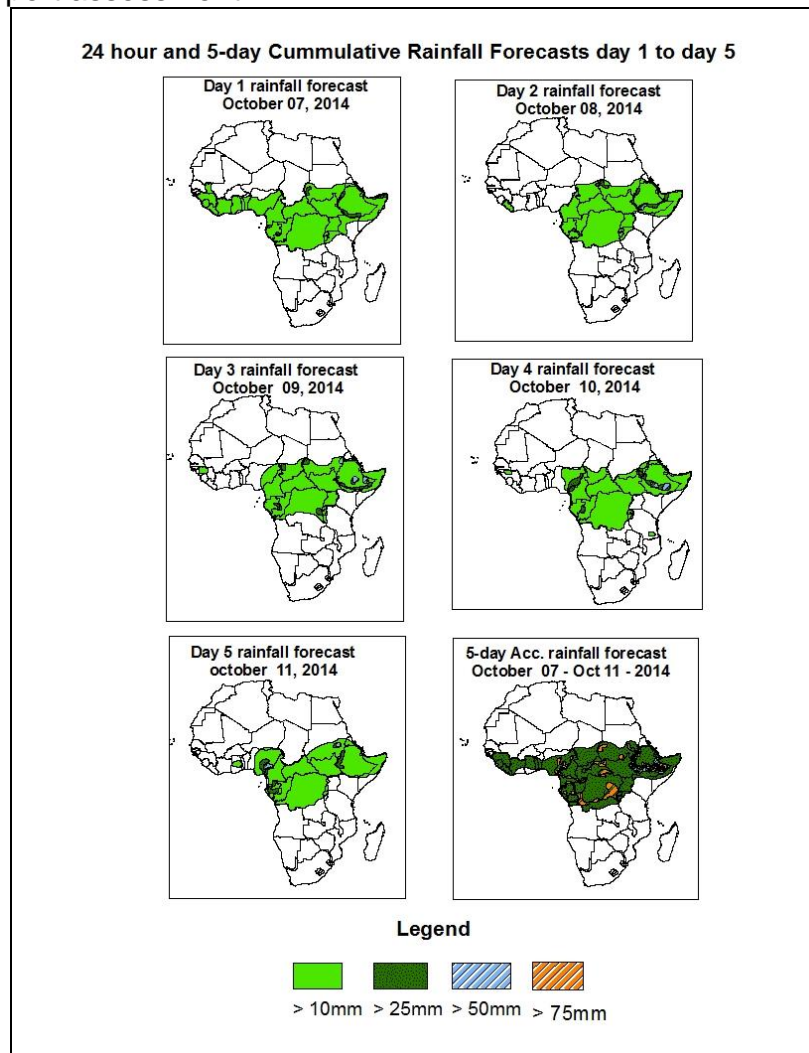 24 hour and 5-day Cummulative Rainfall Forecasts day 1 to day 5
Day 1 rainfall forecast
October 07, 2014
Day 2 rainfall forecast
October 08, 2014
Day 3 rainfall forecast
October 09, 2014
Day 4 rainfall forecast
October 10, 2014
Day 5 rainfall forecast
october 11, 2014
5-day Acc. rainfall forecast
October 07 - Oct 11 - 2014
Legend
> 10mm > 25mm > 50mm > 75mm